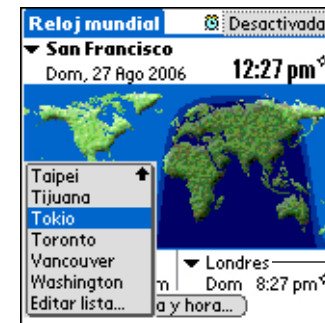 Reloj mundial
Desactivada
San Francisco
Dom, 27 Ago 2006
12:27 pm
Taipei
Tijuana
Tokio
Toronto
Vancouver
Washington
Editar lista...
m
Londres
Dom 8:27 pm
a y hora...